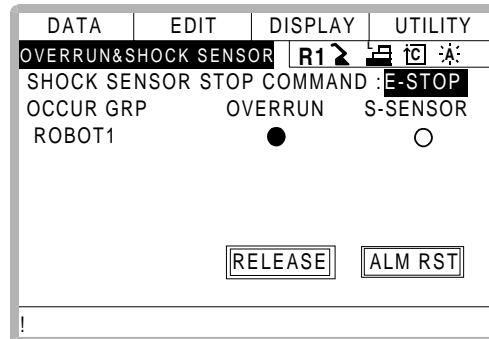 DATA EDIT DISPLAY UTILITY
OVERRUN&SHOCK SENSOR R1 C A
SHOCK SENSOR STOP COMMAND :E-STOP
OCCUR GRP OVERRUN S-SENSOR
ROBOT1
RELEASE ALM RST
!